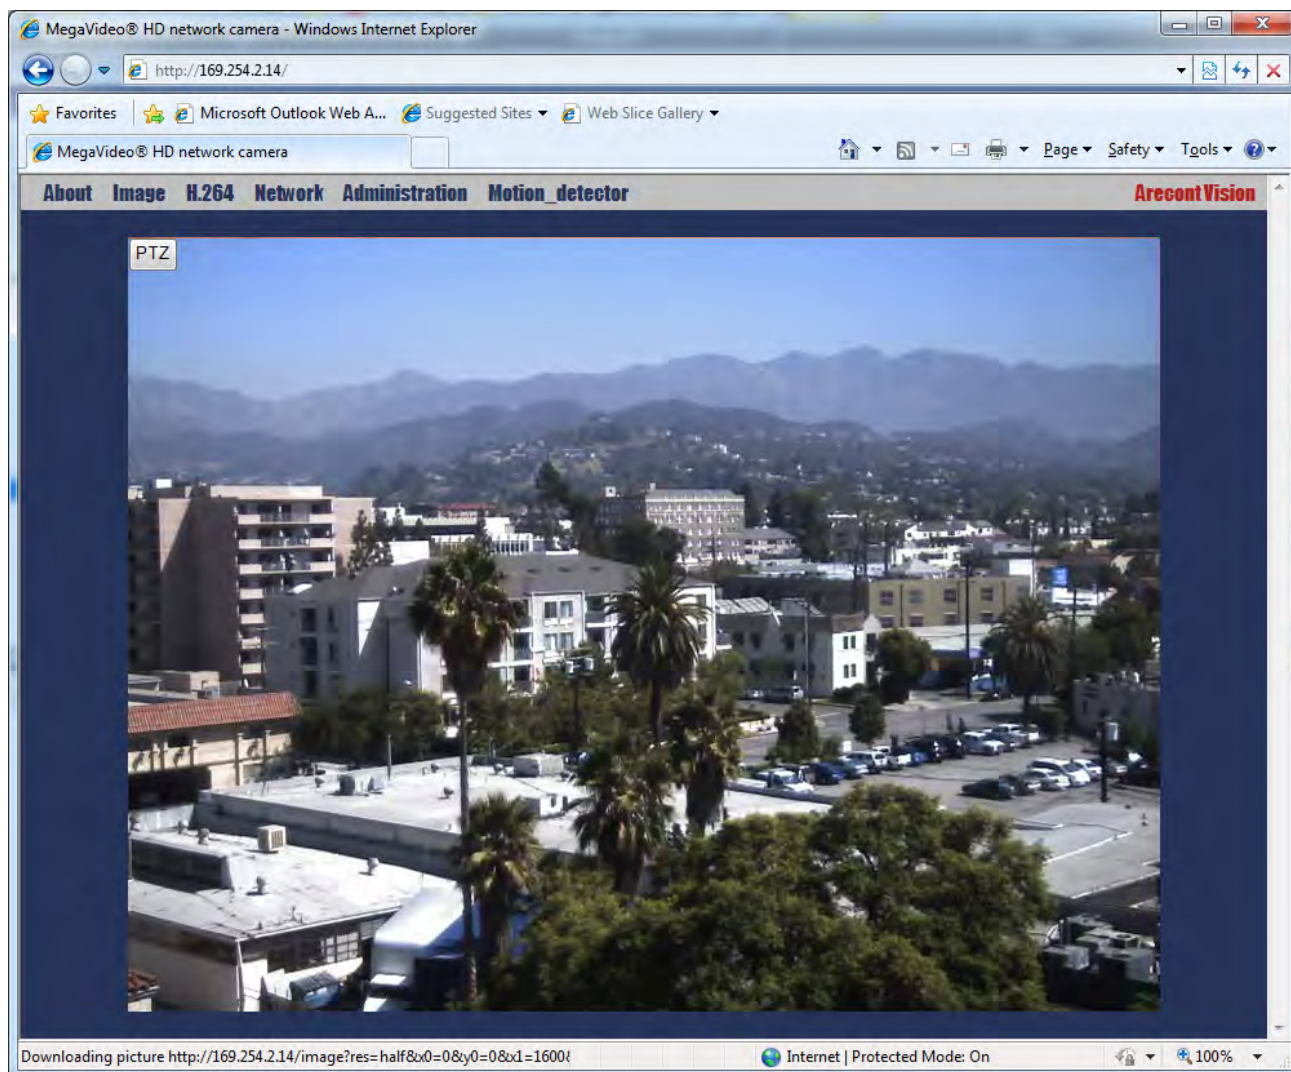 MegaVideo® HD network camera - Windows Internet Explorer
http://169.254.2.14/
Favorites Microsoft Outlook Web A... Suggested Sites Web Slice Gallery
MegaVideo® HD network camera Page Safety Tools
About Image H.264 Network Administration Motion_detector ArecontVision
PTZ
Downloading picture http://169.254.2.14/image?res=half&x0=0&y0=0&x1=1600& Internet | Protected Mode: On 100%